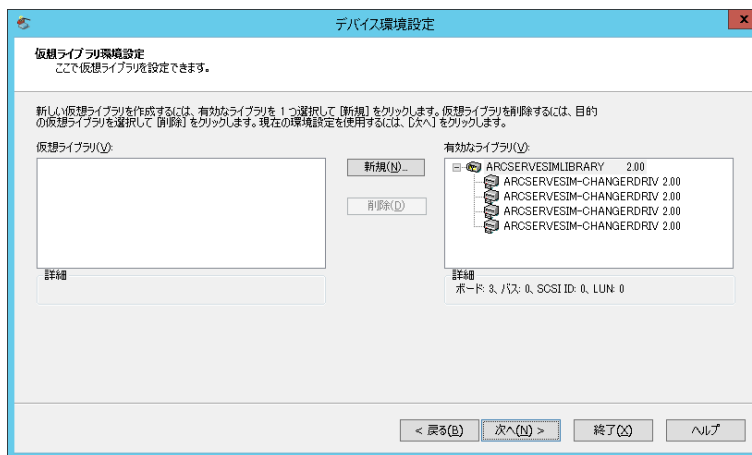 デバイス環境設定
x
仮想ライブラリ環境設定
ここで仮想ライブラリを設定できます。
新しい仮想ライブラリを作成するには、有効なライブラリを 1 つ選択して [新規] をクリックします。仮想ライブラリを削除するには、目的
の仮想ライブラリを選択して [削除] をクリックします。現在の環境設定を使用するには、[次へ] をクリックします。
仮想ライブラリ(V):
新規(N)...
削除(D)
詳細
有効なライブラリ(V):
ARCSERVESIMLIBRARY 2.00
ARCSERVESIM-CHANGERDRIV 2.00
ARCSERVESIM-CHANGERDRIV 2.00
ARCSERVESIM-CHANGERDRIV 2.00
ARCSERVESIM-CHANGERDRIV 2.00
詳細
ボード: 3、バス: 0、SCSI ID: 0、LUN: 0
< 戻る(B) 次へ(N) > 終了(X) ヘルプ